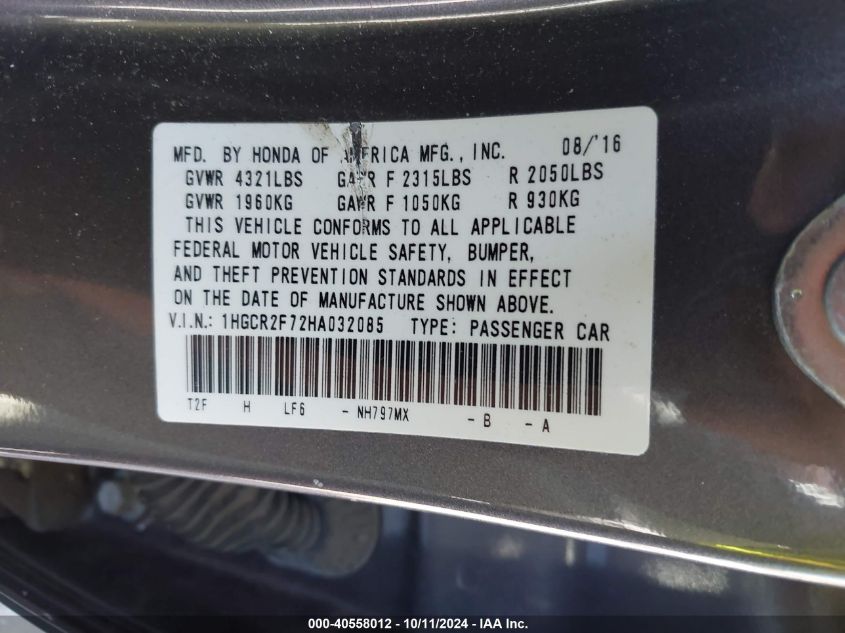 MFD. BY HONDA OF AMERICA MFG., INC. 08/'16
GVWR 4321LBS GAWR F 2315LBS R 2050LBS
GVWR 1960KG GAWR F 1050KG R 930KG
THIS VEHICLE CONFORMS TO ALL APPLICABLE
FEDERAL MOTOR VEHICLE SAFETY, BUMPER,
AND THEFT PREVENTION STANDARDS IN EFFECT
ON THE DATE OF MANUFACTURE SHOWN ABOVE.
V.I.N.: 1HGCR2F72HA032085 TYPE: PASSENGER CAR
T2F H LF6 - NH797MX - B - A
000-40558012 - 10/11/2024 - IAA Inc.